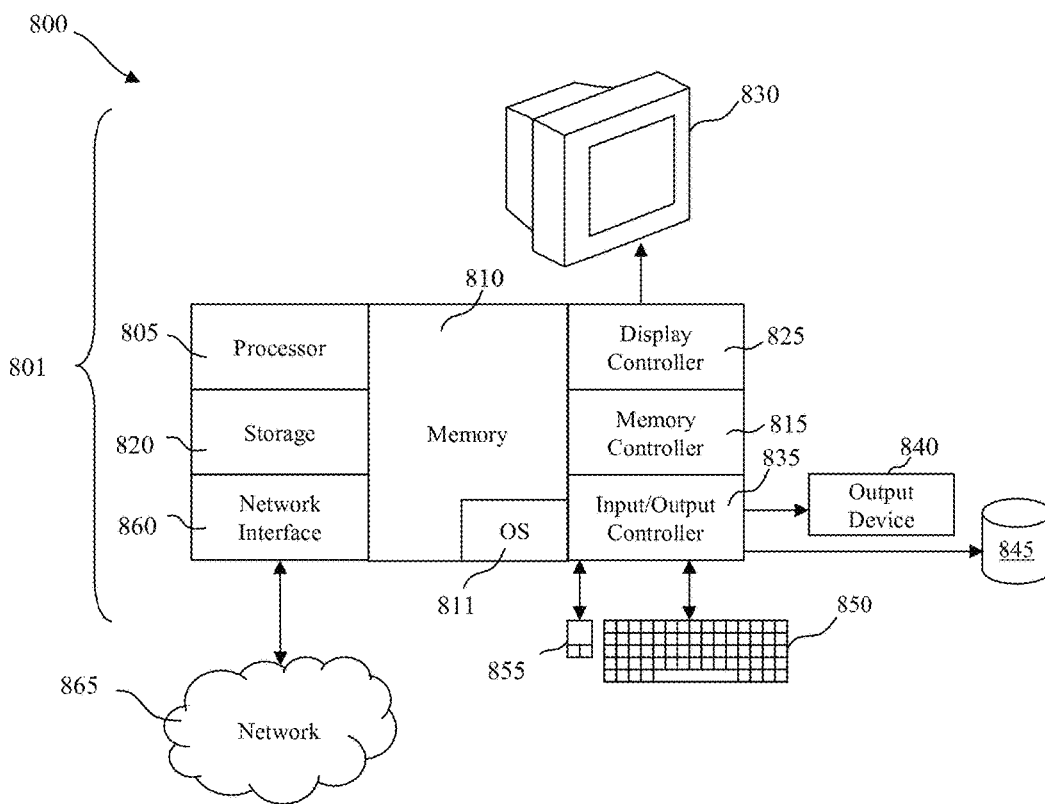 800
830
810
805
Processor
Display
Controller
825
801
820
Storage
Memory
Memory
Controller
815
835
840
860
Network
Interface
OS
Input/Output
Controller
Output
Device
845
811
855
850
865
Network